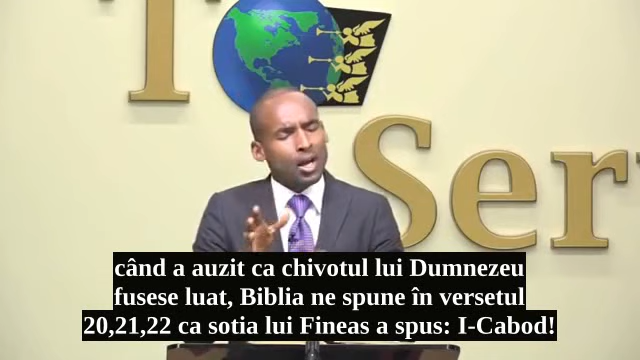 T
Ser
când a auzit ca chivotul lui Dumnezeu
fusese luat, Biblia ne spune în versetul
20,21,22 ca sotia lui Fineas a spus: I-Cabod!